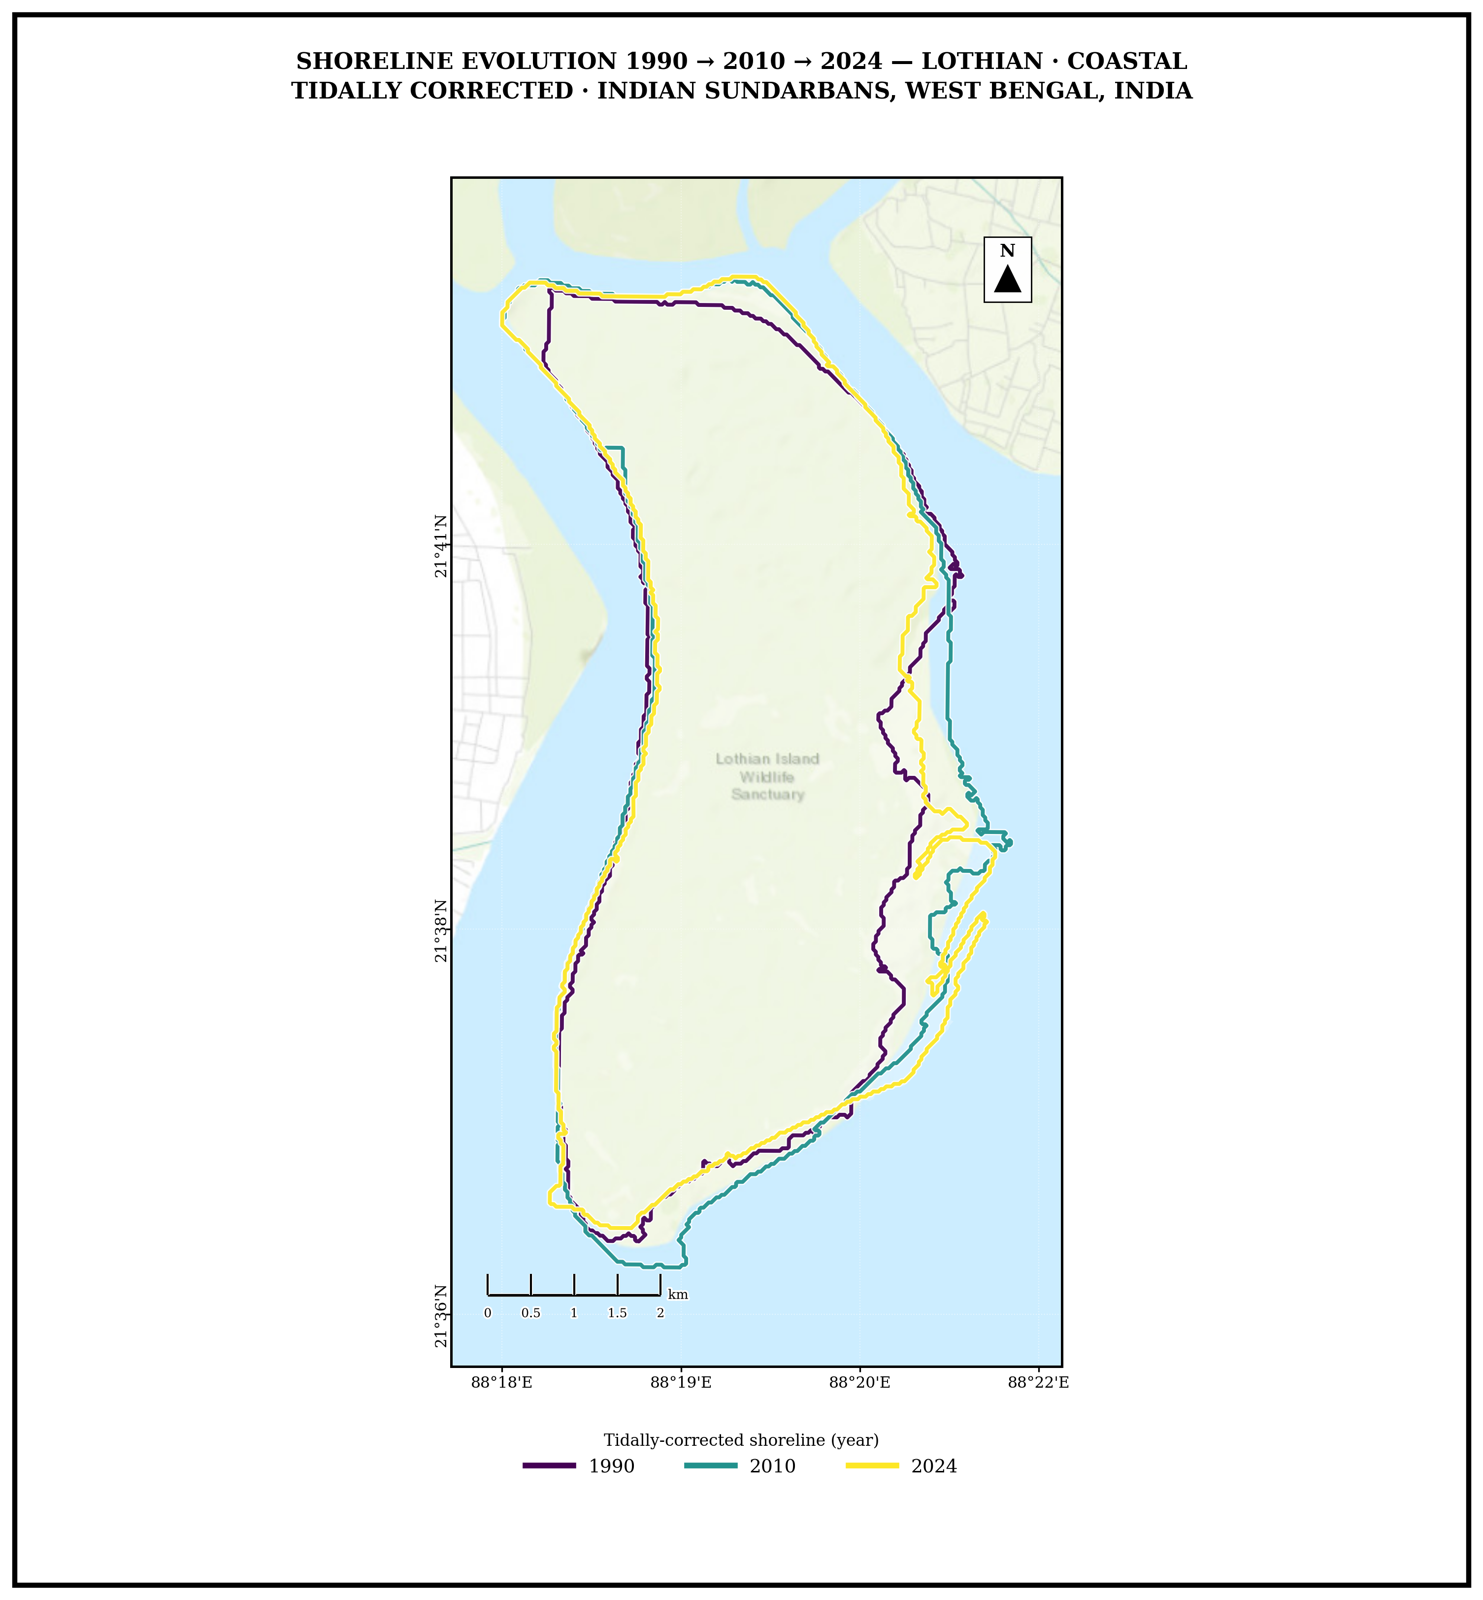 SHORELINE EVOLUTION 1990 → 2010 → 2024 — LOTHIAN · COASTAL
TIDALLY CORRECTED · INDIAN SUNDARBANS, WEST BENGAL, INDIA
N
21°41'N
Lothian Island
Wildlife
Sanctuary
21°38'N
21°36'N
km
0 0.5 1 1.5 2
88°18'E 88°19'E 88°20'E 88°22'E
Tidally-corrected shoreline (year)
1990 2010 2024